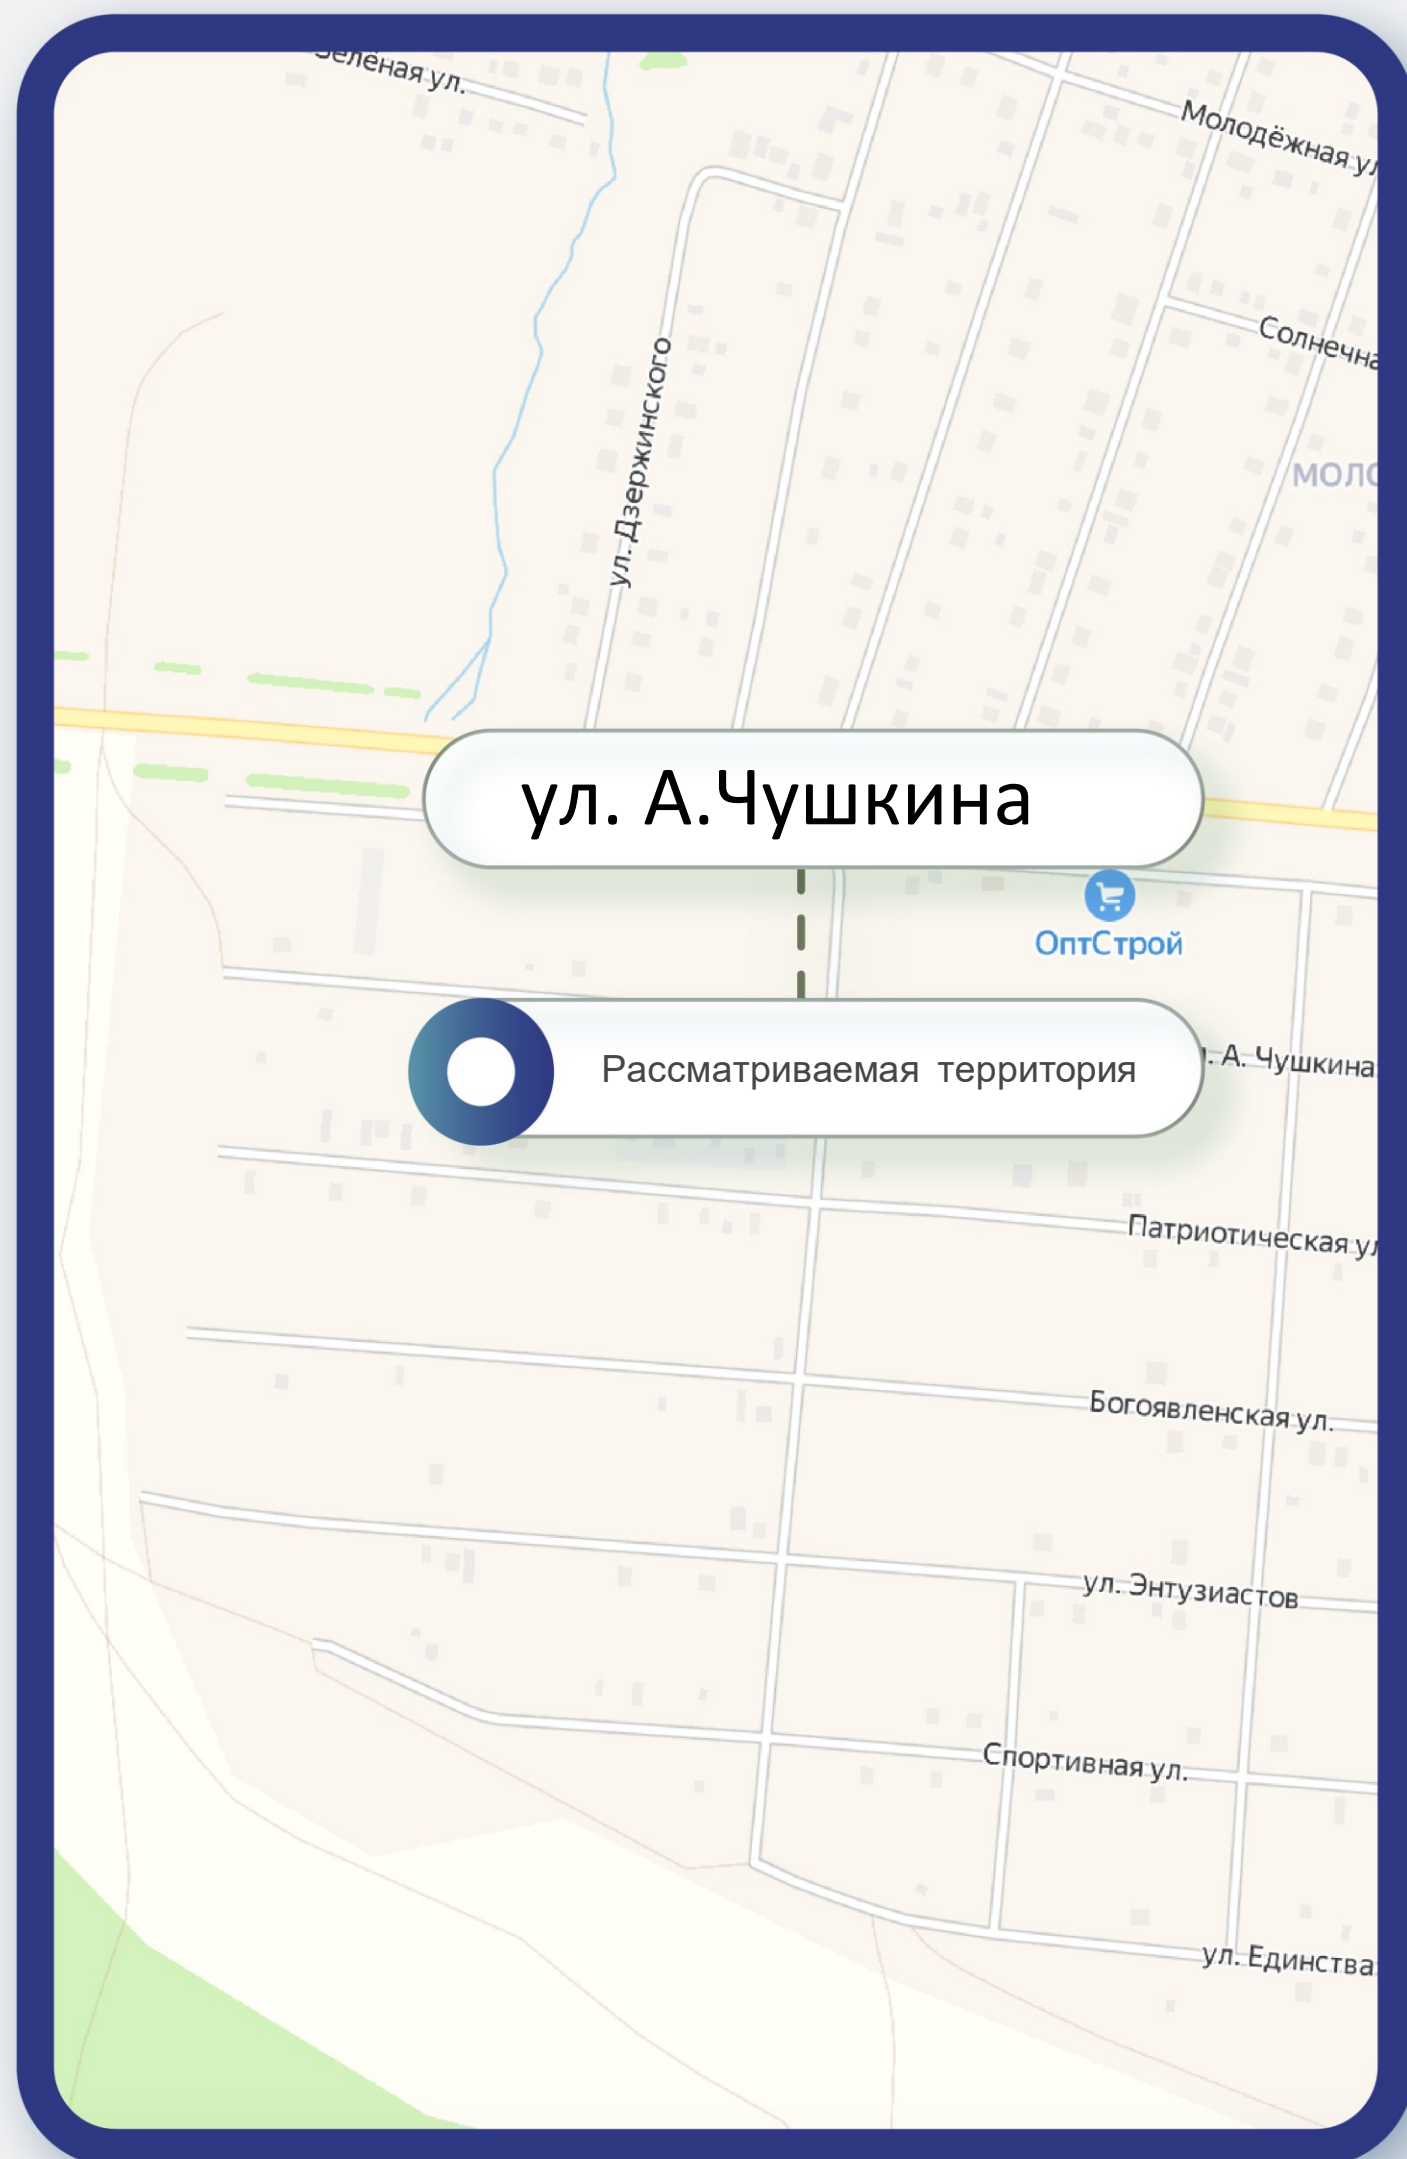 Зелёная ул.
Молодёжная ул
Солнечна
ул. Дзержинского
МОЛО
ул. А.Чушкина
ОптСтрой
Рассматриваемая территория
. А. Чушкина
Патриотическая ул
Богоявленская ул.
ул. Энтузиастов
Спортивная ул.
ул. Единства